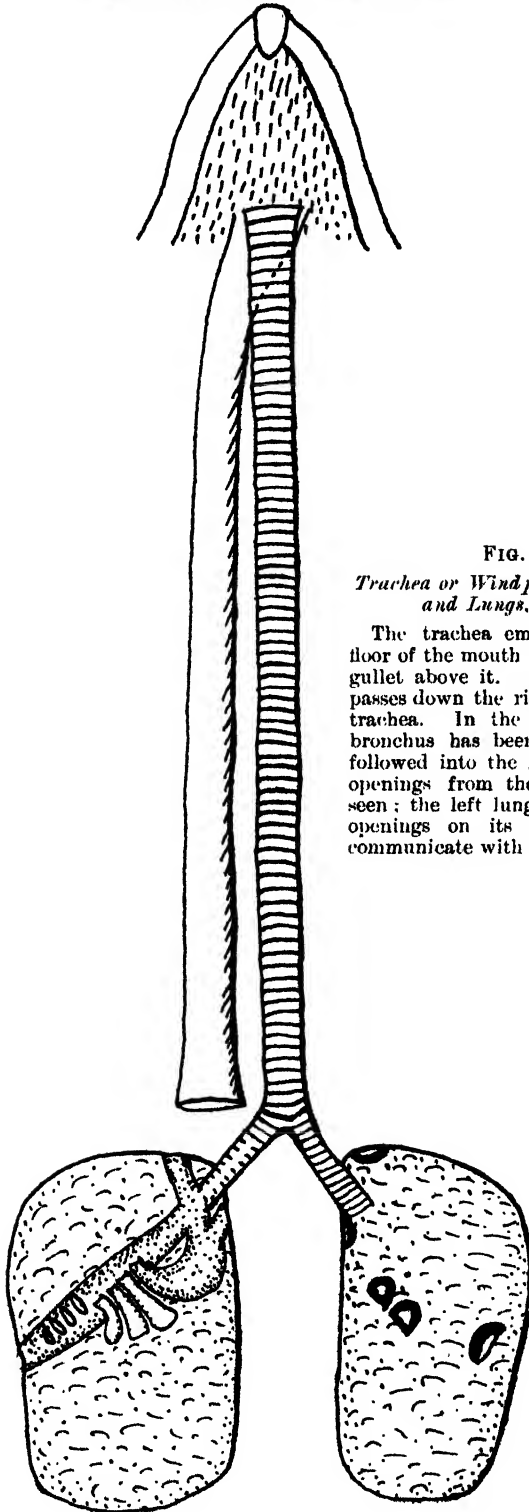 FIG.
Trachea or Windp
and Lungs.
The trachea em
floor of the mouth
gullet above it.
passes down the ri
trachea. In the
bronchus has been
followed into the
openings from the
seen ; the left lung
openings on its
communicate with